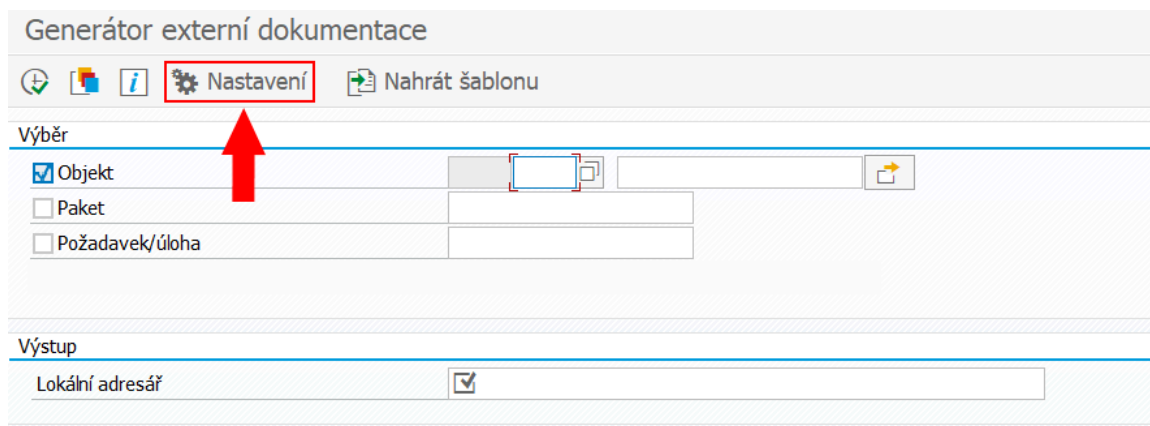 Generátor externí dokumentace
i Nastavení Nahrát šablonu
Výběr
Objekt
Paket
Požadavek/úloha
Výstup
Lokální adresář